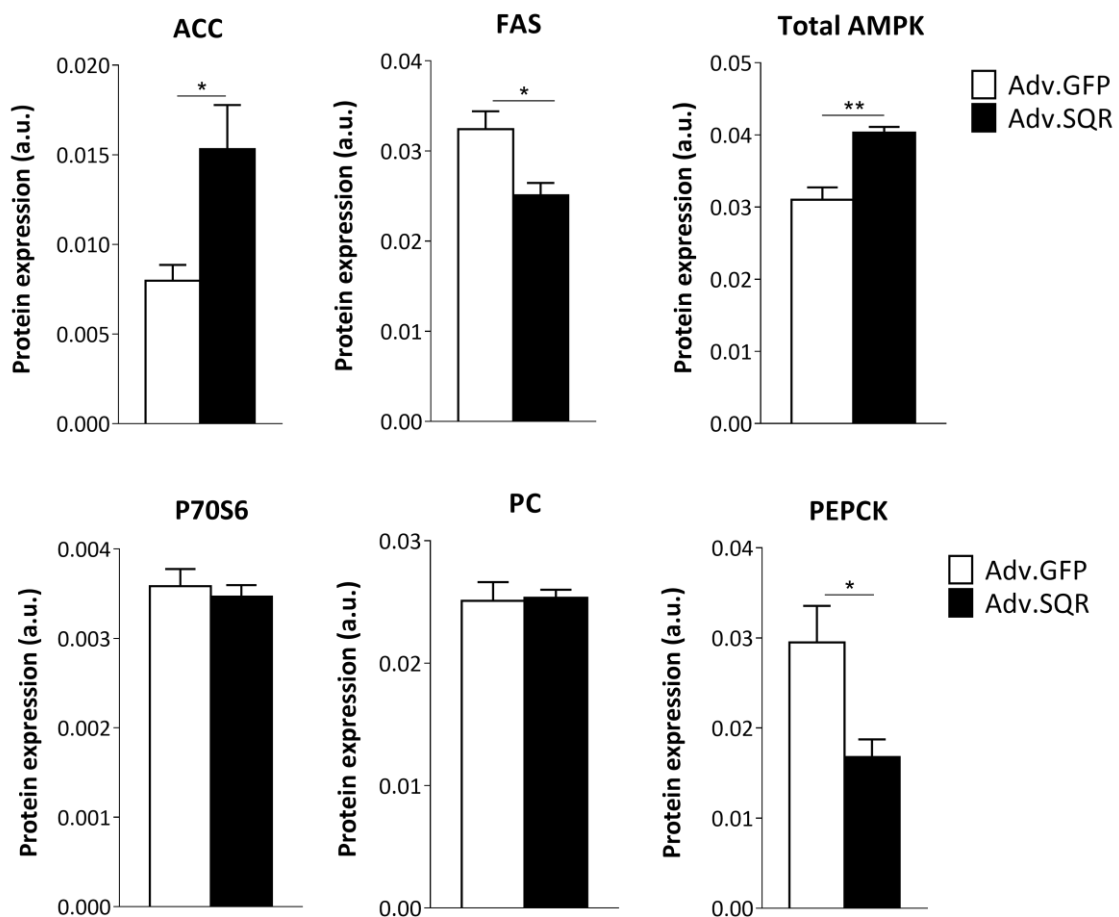 ACC
Protein expression (a.u.)
0.020
0.015
0.010
0.005
0.000
*
FAS
Protein expression (a.u.)
0.04
0.03
0.02
0.01
0.00
*
Total AMPK
Protein expression (a.u.)
0.05
0.04
0.03
0.02
0.01
0.00
**
Adv.GFP
Adv.SQR
P70S6
Protein expression (a.u.)
0.004
0.003
0.002
0.001
0.000
PC
Protein expression (a.u.)
0.03
0.02
0.01
0.00
PEPCK
Protein expression (a.u.)
0.04
0.03
0.02
0.01
0.00
*
Adv.GFP
Adv.SQR